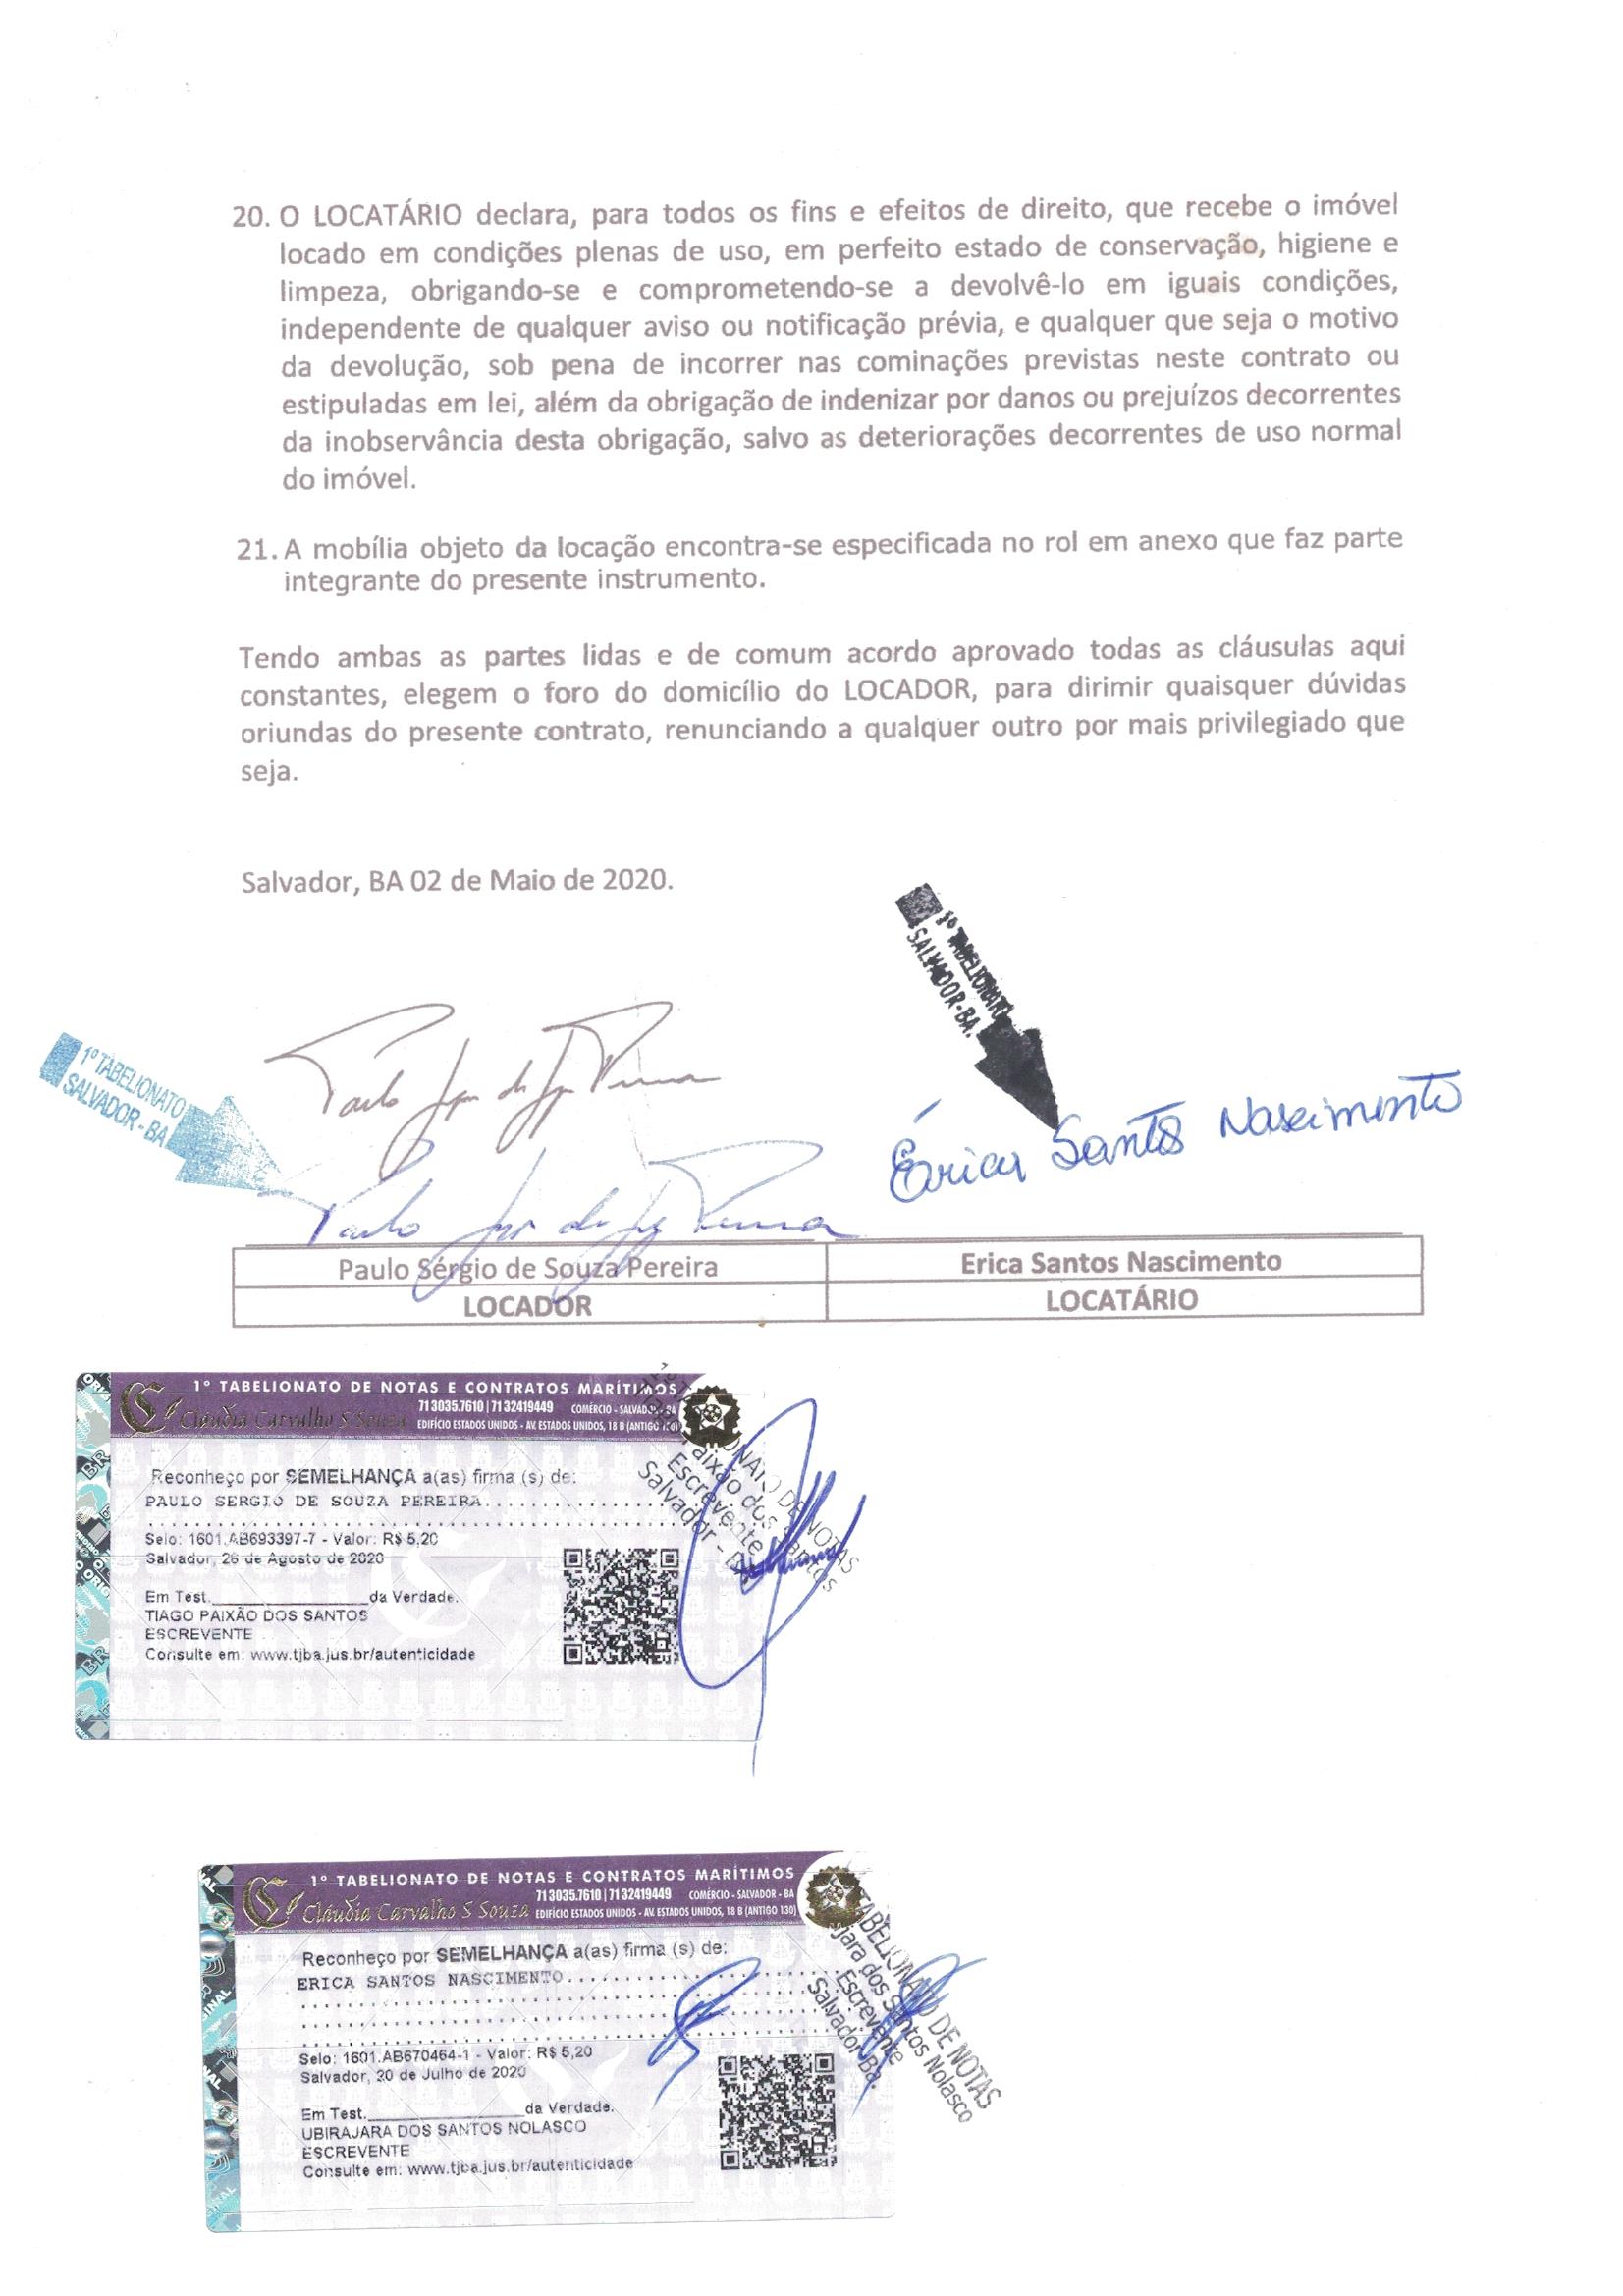 20. O LOCATÁRIO declara, para todos os fins e efeitos de direito, que recebe o imóvel
locado em condições plenas de uso, em perfeito estado de conservação, higiene e
limpeza, obrigando-se e comprometendo-se a devolvê-lo em iguais condições,
independente de qualquer aviso ou notificação prévia, e qualquer que seja o motivo
da devolução, sob pena de incorrer nas cominações previstas neste contrato ou
estipuladas em lei, além da obrigação de indenizar por danos ou prejuízos decorrentes
da inobservância desta obrigação, salvo as deteriorações decorrentes de uso normal
do imóvel.
21. A mobília objeto da locação encontra-se especificada no rol em anexo que faz parte
integrante do presente instrumento.
Tendo ambas as partes lidas e de comum acordo aprovado todas as cláusulas aqui
constantes, elegem o foro do domicílio do LOCADOR, para dirimir quaisquer dúvidas
oriundas do presente contrato, renunciando a qualquer outro por mais privilegiado que
seja.
Salvador, BA 02 de Maio de 2020.
1º TABELIONATO
SALVADOR-BA.
1º TABELIONATO
SALVADOR - BA
Érica Santos Nascimento
Paulo Sérgio de Souza Pereira
Erica Santos Nascimento
LOCADOR
LOCATÁRIO
1º TABELIONATO DE NOTAS E CONTRATOS MARÍTIMOS
71 3035.7610 | 71 32419449 COMÉRCIO - SALVADOR - BA
Claudia Carvalho S Souza EDIFÍCIO ESTADOS UNIDOS - AV. ESTADOS UNIDOS, 18 B (ANTIGO
Reconheço por SEMELHANÇA a(as) firma (s) de:
PAULO SERGIO DE SOUZA PEREIRA
Selo: 1601.AB693397-7 - Valor: R$ 5,20
Salvador, 26 de Agosto de 2020
Em Test.________________da Verdade.
TIAGO PAIXÃO DOS SANTOS
ESCREVENTE
Consulte em: www.tjba.jus.br/autenticidade
DE NOTAS
Paixão dos Santos
Escrevente
Salvador - Ba
1º TABELIONATO DE NOTAS E CONTRATOS MARÍTIMOS
71 3035.7610 | 71 32419449 COMÉRCIO - SALVADOR - BA
Claudia Carvalho S Souza EDIFÍCIO ESTADOS UNIDOS - AV. ESTADOS UNIDOS, 18 B (ANTIGO 130)
Reconheço por SEMELHANÇA a(as) firma (s) de:
ERICA SANTOS NASCIMENTO
Selo: 1601.AB670464-1 - Valor: R$ 5,20
Salvador, 20 de Julho de 2020
Em Test.________________da Verdade.
UBIRAJARA DOS SANTOS NOLASCO
ESCREVENTE
Consulte em: www.tjba.jus.br/autenticidade
TABELIONATO DE NOTAS
jara dos Santos Nolasco
Escrevente
Salvador-Ba.